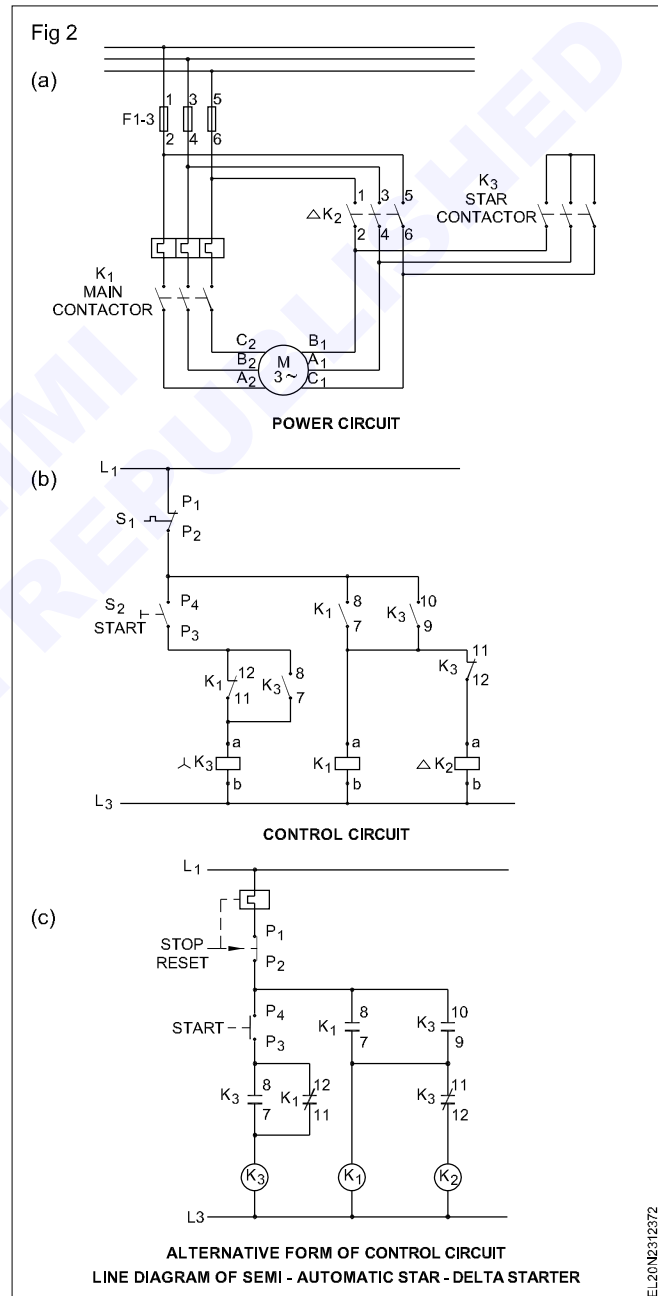 Fig 2
(a)
F1-3
1 3 5
2 4 6
K1
MAIN
CONTACTOR
△K2
1 3 5
2 4 6
K3
STAR
CONTACTOR
C2
B2
A2
M
3~
B1
A1
C1
POWER CIRCUIT
(b)
L1
S1
P1
P2
S2
START
P4
P3
K1
12
11
K3
8
7
K1
8
7
K3
10
9
K3
11
12
a a a
⅄ K3 K1 △ K2
b b b
L3
CONTROL CIRCUIT
(c)
L1
STOP
RESET
P1
P2
START
P4
P3
K3
8
7
K1
12
11
K1
8
7
K3
10
9
K3
11
12
K3 K1 K2
L3
ALTERNATIVE FORM OF CONTROL CIRCUIT
LINE DIAGRAM OF SEMI - AUTOMATIC STAR - DELTA STARTER
EL20N2312372
REPUBLISHED